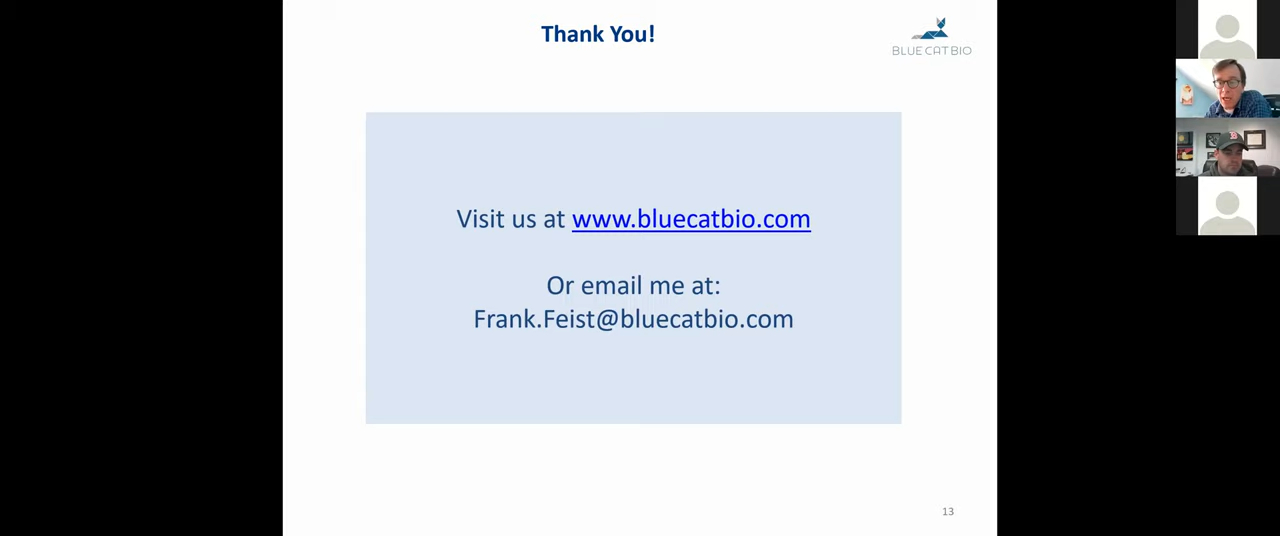 Thank You!
BLUE CAT BIO
Visit us at www.bluecatbio.com
Or email me at:
Frank.Feist@bluecatbio.com
13